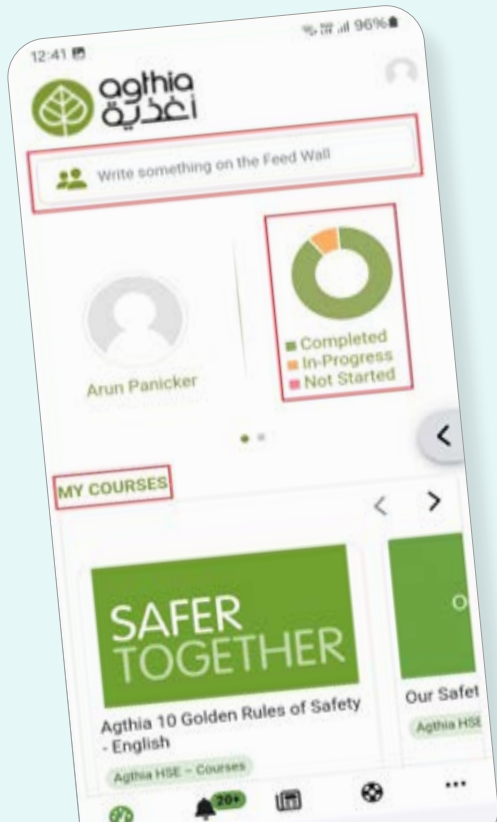 12:41
96%
agthia
أغذية
Write something on the Feed Wall
Arun Panicker
Completed
In-Progress
Not Started
MY COURSES
SAFER
TOGETHER
O
Agthia 10 Golden Rules of Safety
- English
Agthia HSE – Courses
Our Safet
Agthia HSE
20+